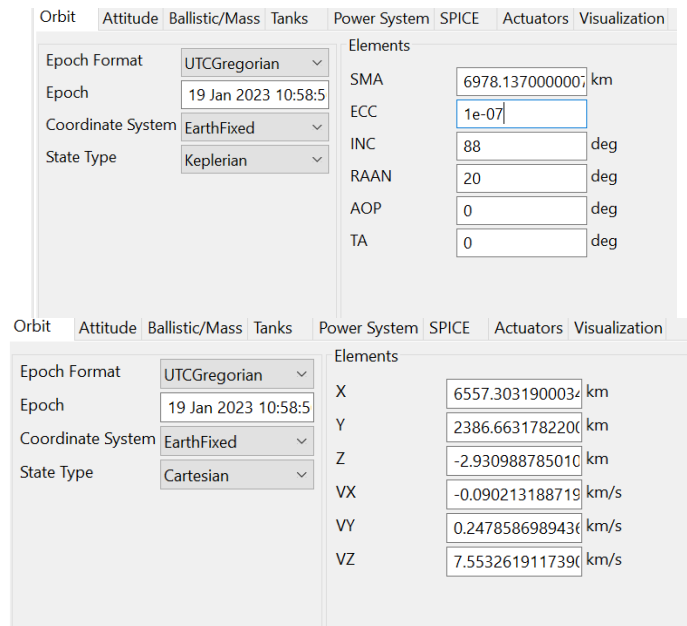 Orbit Attitude Ballistic/Mass Tanks Power System SPICE Actuators Visualization
Elements
Epoch Format UTCGregorian
Epoch 19 Jan 2023 10:58:5
Coordinate System EarthFixed
State Type Keplerian
SMA 6978.1370000007 km
ECC 1e-07
INC 88 deg
RAAN 20 deg
AOP 0 deg
TA 0 deg
Orbit Attitude Ballistic/Mass Tanks Power System SPICE Actuators Visualization
Elements
Epoch Format UTCGregorian
Epoch 19 Jan 2023 10:58:5
Coordinate System EarthFixed
State Type Cartesian
X 6557.303190003 km
Y 2386.663178220 km
Z -2.930988785010 km
VX -0.090213188719 km/s
VY 0.247858698943 km/s
VZ 7.553261911739 km/s